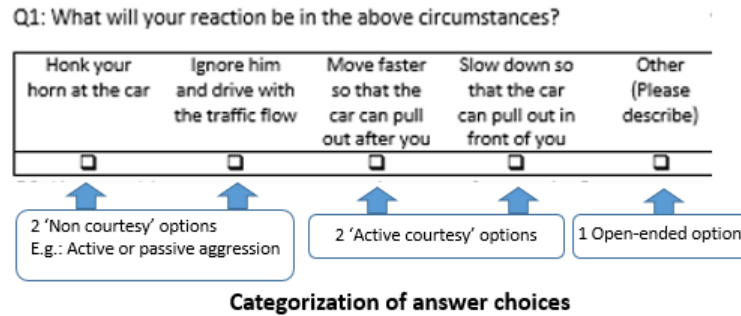 Q1: What will your reaction be in the above circumstances?
Honk your
horn at the car
Ignore him
and drive with
the traffic flow
Move faster
so that the
car can pull
out after you
Slow down so
that the car
can pull out in
front of you
Other
(Please
describe)
2 ‘Non courtesy’ options
E.g.: Active or passive aggression
2 ‘Active courtesy’ options
1 Open-ended option
Categorization of answer choices